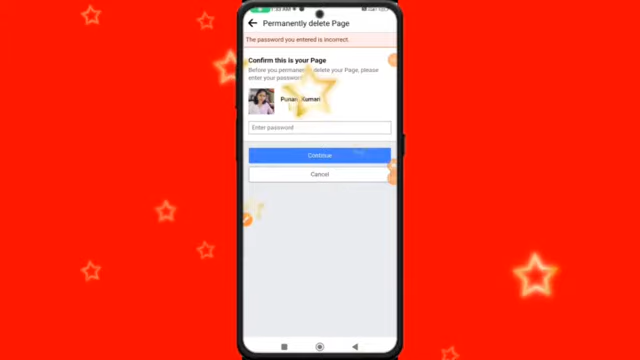 Permanently delete Page
The password you entered is incorrect.
Confirm this is your Page
Before you permanently delete your Page, please
enter your password.
Kumari
Enter password
Continue
Cancel